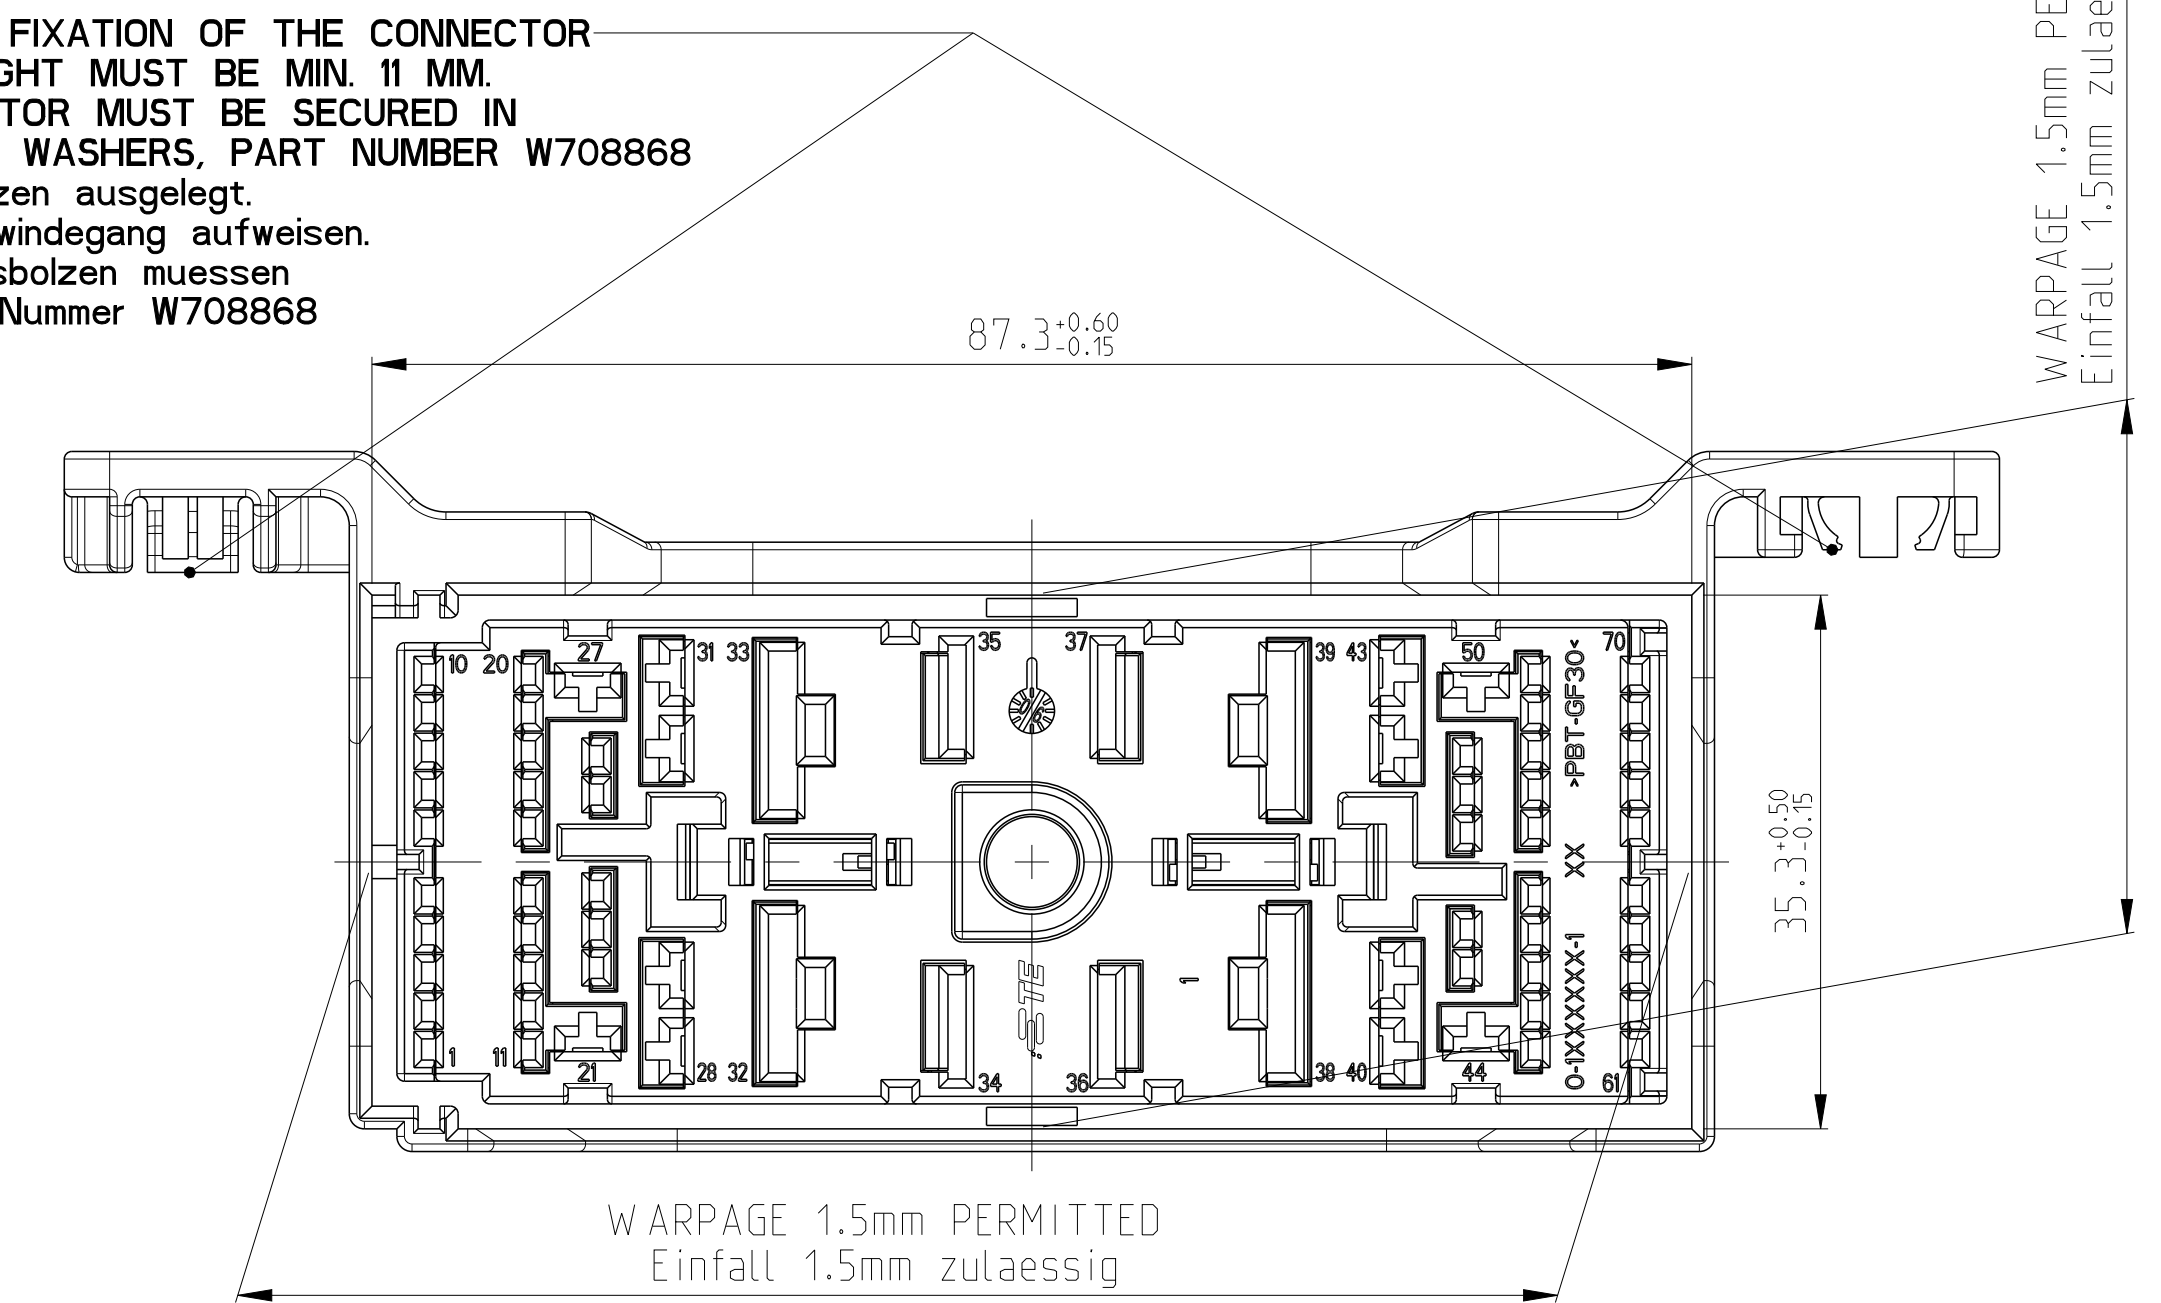 FIXATION OF THE CONNECTOR
GHT MUST BE MIN. 11 MM.
TOR MUST BE SECURED IN
WASHERS, PART NUMBER W708868
zen ausgelegt.
windegang aufweisen.
sbolzen muessen
Nummer W708868
WARPAGE 1.5mm PE
Einfall 1.5mm zulae
87.3 +0.60 -0.15
10 20 27 31 33 35 37 39 43 50 70
>PBT-GF30<
XX
0-1XXXXXX-1
35.3 +0.50 -0.15
TE
1
1 11 21 28 32 34 36 38 40 44 61
WARPAGE 1.5mm PERMITTED
Einfall 1.5mm zulaessig